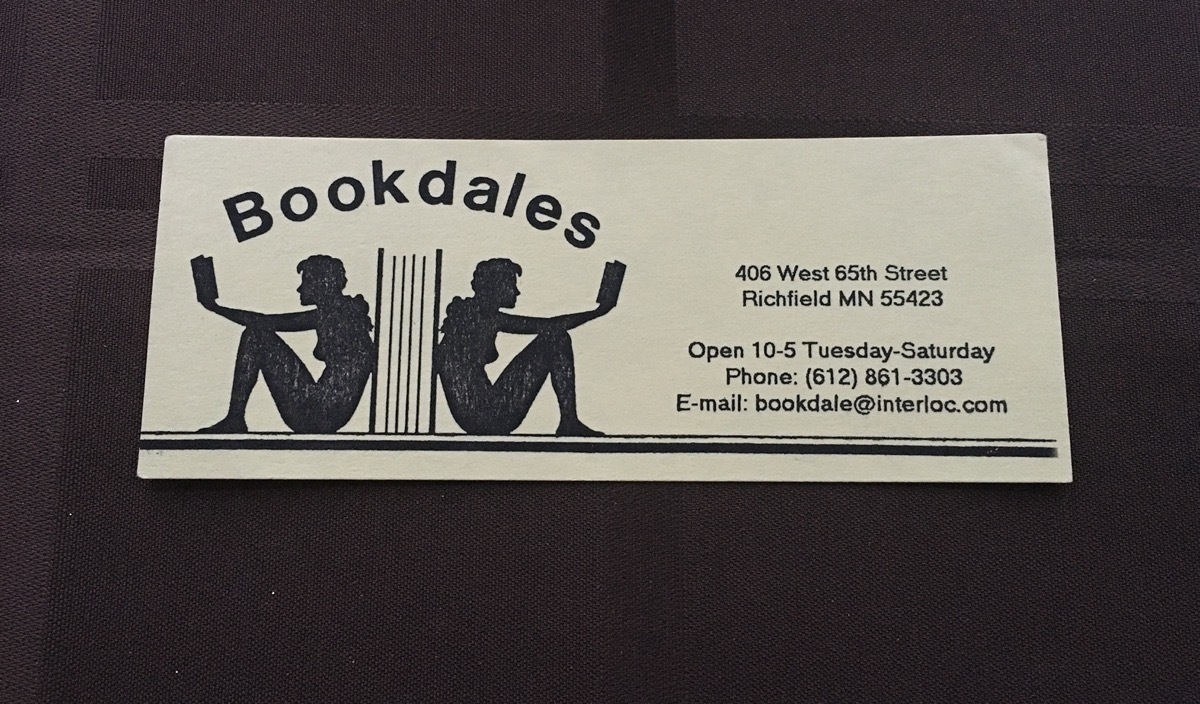 Bookdales
406 West 65th Street
Richfield MN 55423
Open 10-5 Tuesday-Saturday
Phone: (612) 861-3303
E-mail: bookdale@interloc.com